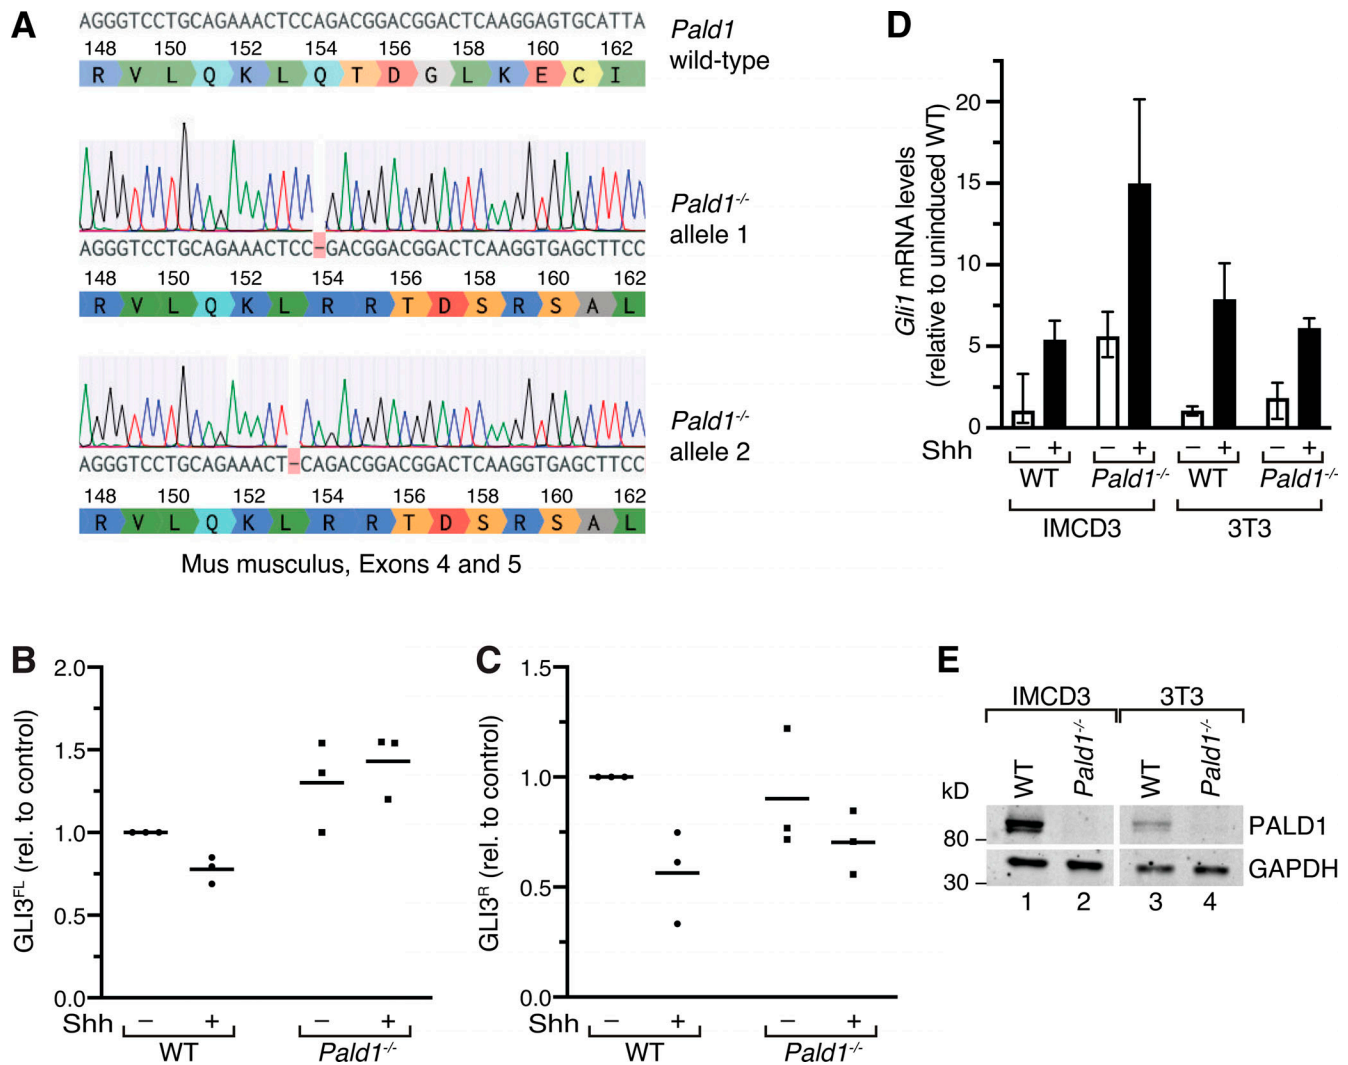 A
AGGGTCCTGCAGAAACTCCAGACGGACGGACTCAAGGAGTGCATTA
148 150 152 154 156 158 160 162
R V L Q K L Q T D G L K E C I
Pald1
wild-type
AGGGTCCTGCAGAAACTCC-GACGGACGGACTCAAGGTGAGCTTCC
148 150 152 154 156 158 160 162
R V L Q K L R R T D S R S A L
Pald1-/-
allele 1
AGGGTCCTGCAGAAACT-CAGACGGACGGACTCAAGGTGAGCTTCC
148 150 152 154 156 158 160 162
R V L Q K L R R T D S R S A L
Pald1-/-
allele 2
Mus musculus, Exons 4 and 5
B
GLI3FL (rel. to control)
2.0
1.5
1.0
0.5
0.0
Shh − + − +
WT Pald1-/-
C
GLI3R (rel. to control)
1.5
1.0
0.5
0.0
Shh − + − +
WT Pald1-/-
D
Gli1 mRNA levels
(relative to uninduced WT)
20
15
10
5
0
Shh − + − + − + − +
WT Pald1-/- WT Pald1-/-
IMCD3 3T3
E
IMCD3 3T3
WT Pald1-/- WT Pald1-/-
kD
80
PALD1
30
GAPDH
1 2 3 4